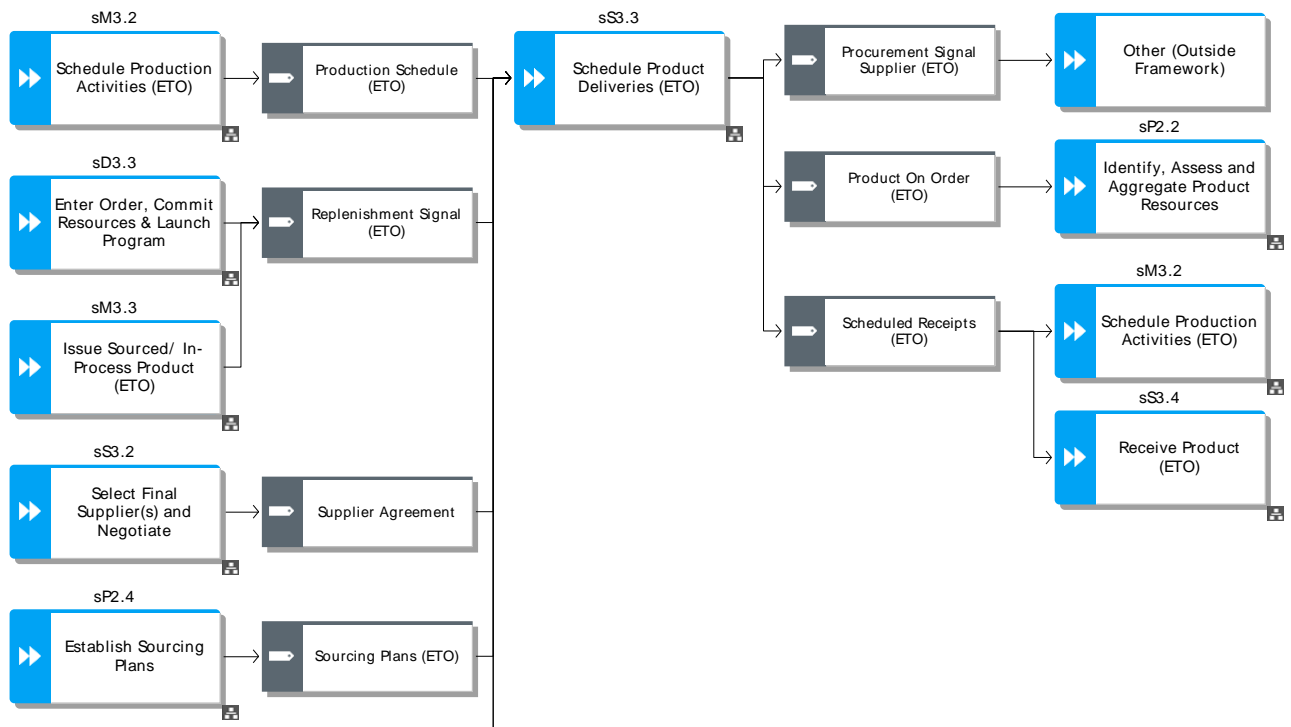 sM3.2
Schedule Production
Activities (ETO)
Production Schedule
(ETO)
sD3.3
Enter Order, Commit
Resources & Launch
Program
Replenishment Signal
(ETO)
sM3.3
Issue Sourced/ In-
Process Product
(ETO)
sS3.2
Select Final
Supplier(s) and
Negotiate
Supplier Agreement
sP2.4
Establish Sourcing
Plans
Sourcing Plans (ETO)
sS3.3
Schedule Product
Deliveries (ETO)
Procurement Signal
Supplier (ETO)
Other (Outside
Framework)
Product On Order
(ETO)
sP2.2
Identify, Assess and
Aggregate Product
Resources
Scheduled Receipts
(ETO)
sM3.2
Schedule Production
Activities (ETO)
sS3.4
Receive Product
(ETO)